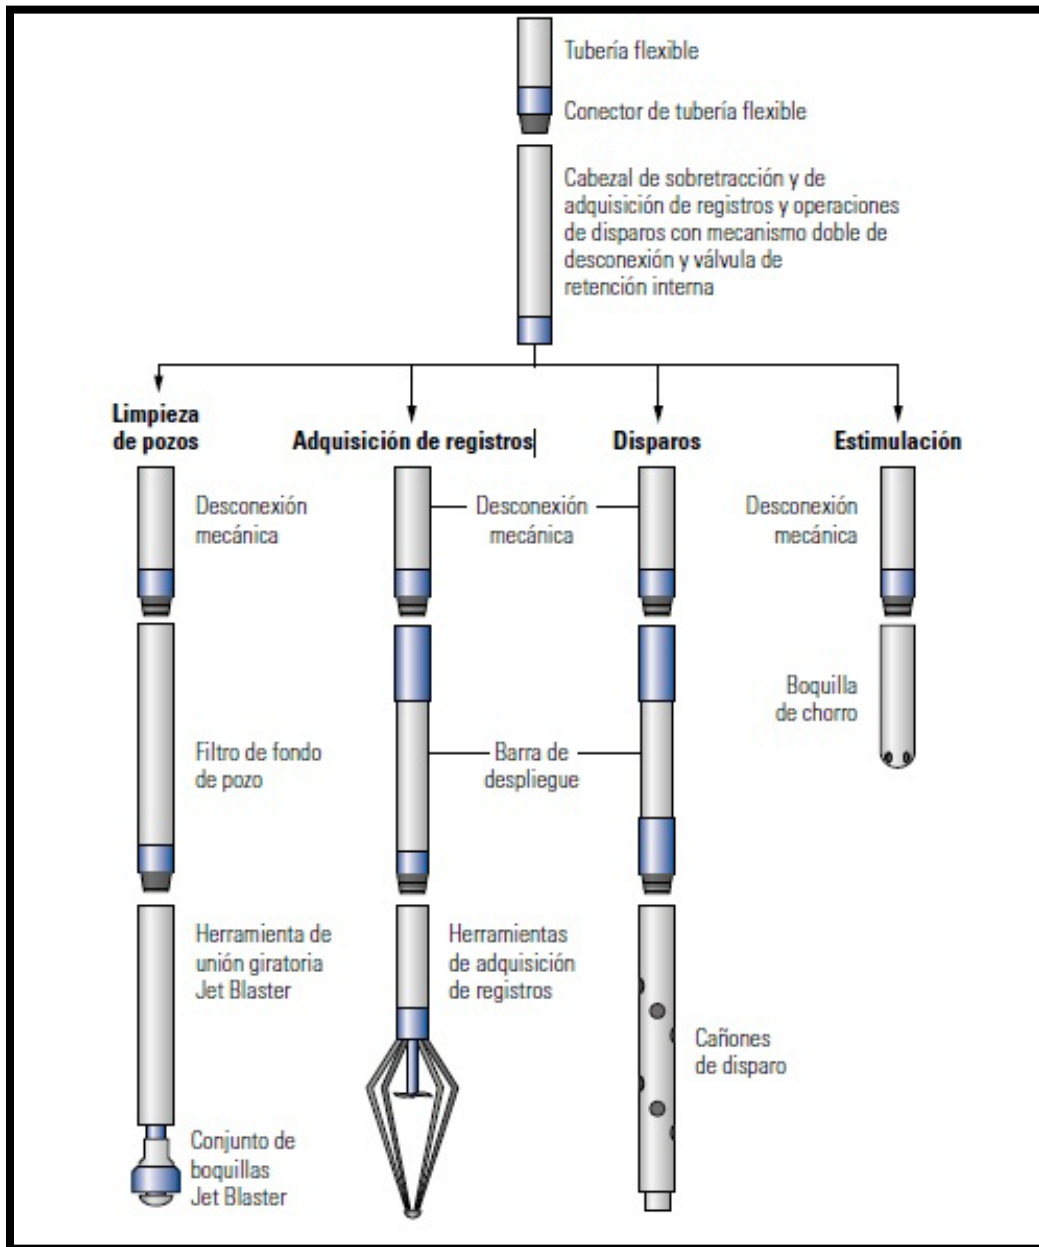 Tubería flexible
Conector de tubería flexible
Cabezal de sobretracción y de
adquisición de registros y operaciones
de disparos con mecanismo doble de
desconexión y válvula de
retención interna
Limpieza
de pozos
Adquisición de registros
Disparos
Estimulación
Desconexión
mecánica
Desconexión
mecánica
Desconexión
mecánica
Filtro de fondo
de pozo
Barra de
despliegue
Boquilla
de chorro
Herramienta de
unión giratoria
Jet Blaster
Herramientas
de adquisición
de registros
Cañones
de disparo
Conjunto de
boquillas
Jet Blaster